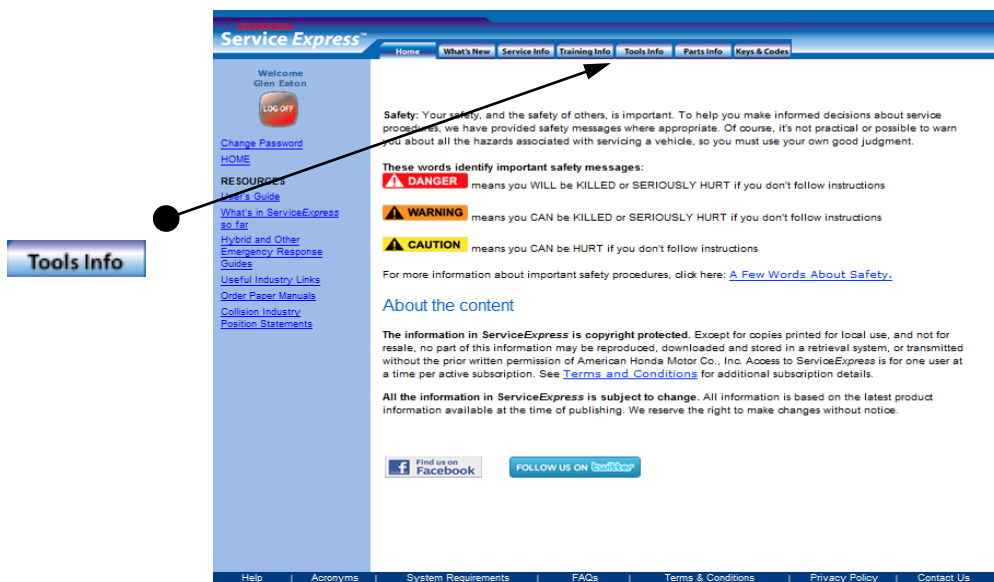 HONDA
Service Express™
Home
What's New
Service Info
Training Info
Tools Info
Parts Info
Keys & Codes
Welcome
Glen Eaton
LOG OFF
Change Password
HOME
RESOURCES
User's Guide
What's in ServiceExpress
so far
Hybrid and Other
Emergency Response
Guides
Useful Industry Links
Order Paper Manuals
Collision Industry
Position Statements
Tools Info
Safety: Your safety, and the safety of others, is important. To help you make informed decisions about service
procedures, we have provided safety messages where appropriate. Of course, it's not practical or possible to warn
you about all the hazards associated with servicing a vehicle, so you must use your own good judgment.
These words identify important safety messages:
DANGER means you WILL be KILLED or SERIOUSLY HURT if you don't follow instructions
WARNING means you CAN be KILLED or SERIOUSLY HURT if you don't follow instructions
CAUTION means you CAN be HURT if you don't follow instructions
For more information about important safety procedures, click here: A Few Words About Safety.
About the content
The information in ServiceExpress is copyright protected. Except for copies printed for local use, and not for
resale, no part of this information may be reproduced, downloaded and stored in a retrieval system, or transmitted
without the prior written permission of American Honda Motor Co., Inc. Access to ServiceExpress is for one user at
a time per active subscription. See Terms and Conditions for additional subscription details.
All the information in ServiceExpress is subject to change. All information is based on the latest product
information available at the time of publishing. We reserve the right to make changes without notice.
Find us on
Facebook
FOLLOW US ON twitter
Help | Acronyms | System Requirements | FAQs | Terms & Conditions | Privacy Policy | Contact Us